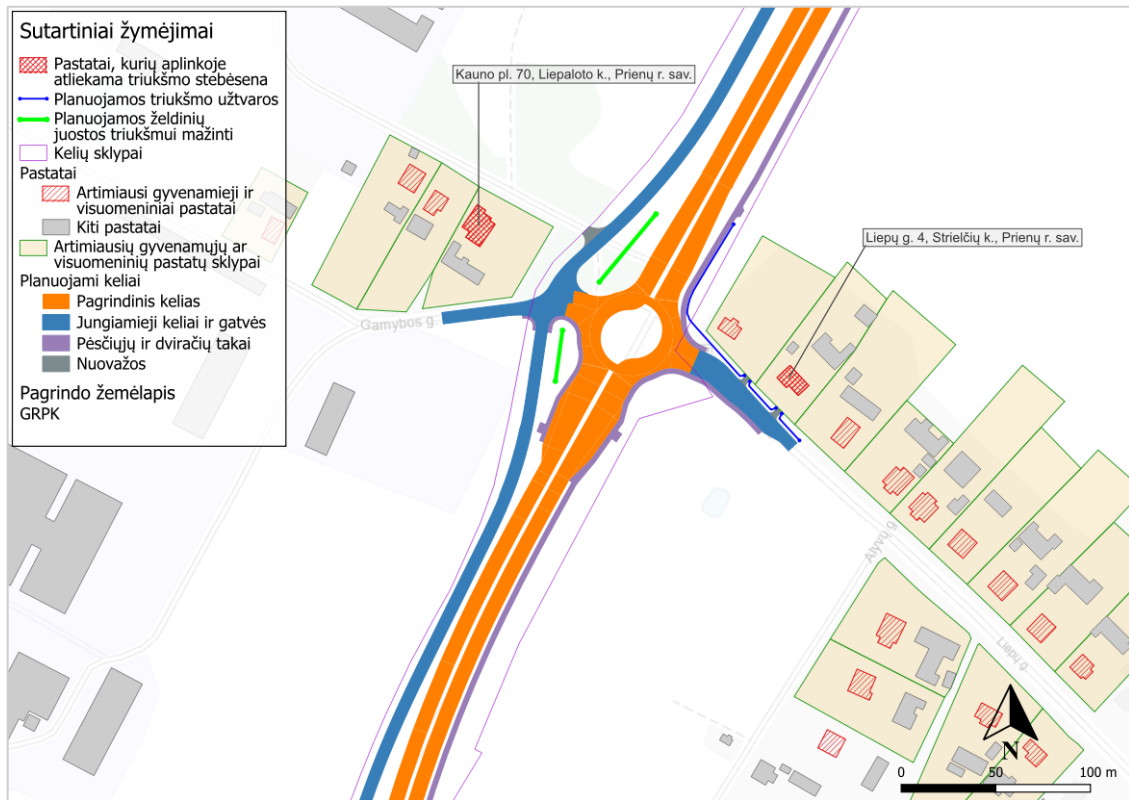 Sutartiniai žymėjimai
Pastatai, kurių aplinkoje
atliekama triukšmo stebėsena
Planuojamos triukšmo užtvaros
Planuojamos želdinių
juostos triukšmui mažinti
Kelių sklypai
Pastatai
Artimiausi gyvenamieji ir
visuomeniniai pastatai
Kiti pastatai
Artimiausių gyvenamųjų ar
visuomeninių pastatų sklypai
Planuojami keliai
Pagrindinis kelias
Jungiamieji keliai ir gatvės
Pėsčiųjų ir dviračių takai
Nuovažos
Pagrindo žemėlapis
GRPK
Kauno pl. 70, Liepaloto k., Prienų r. sav.
Liepų g. 4, Strielčių k., Prienų r. sav.
Gamybos g.
Alyvų g.
Liepų g.
N
0 50 100 m